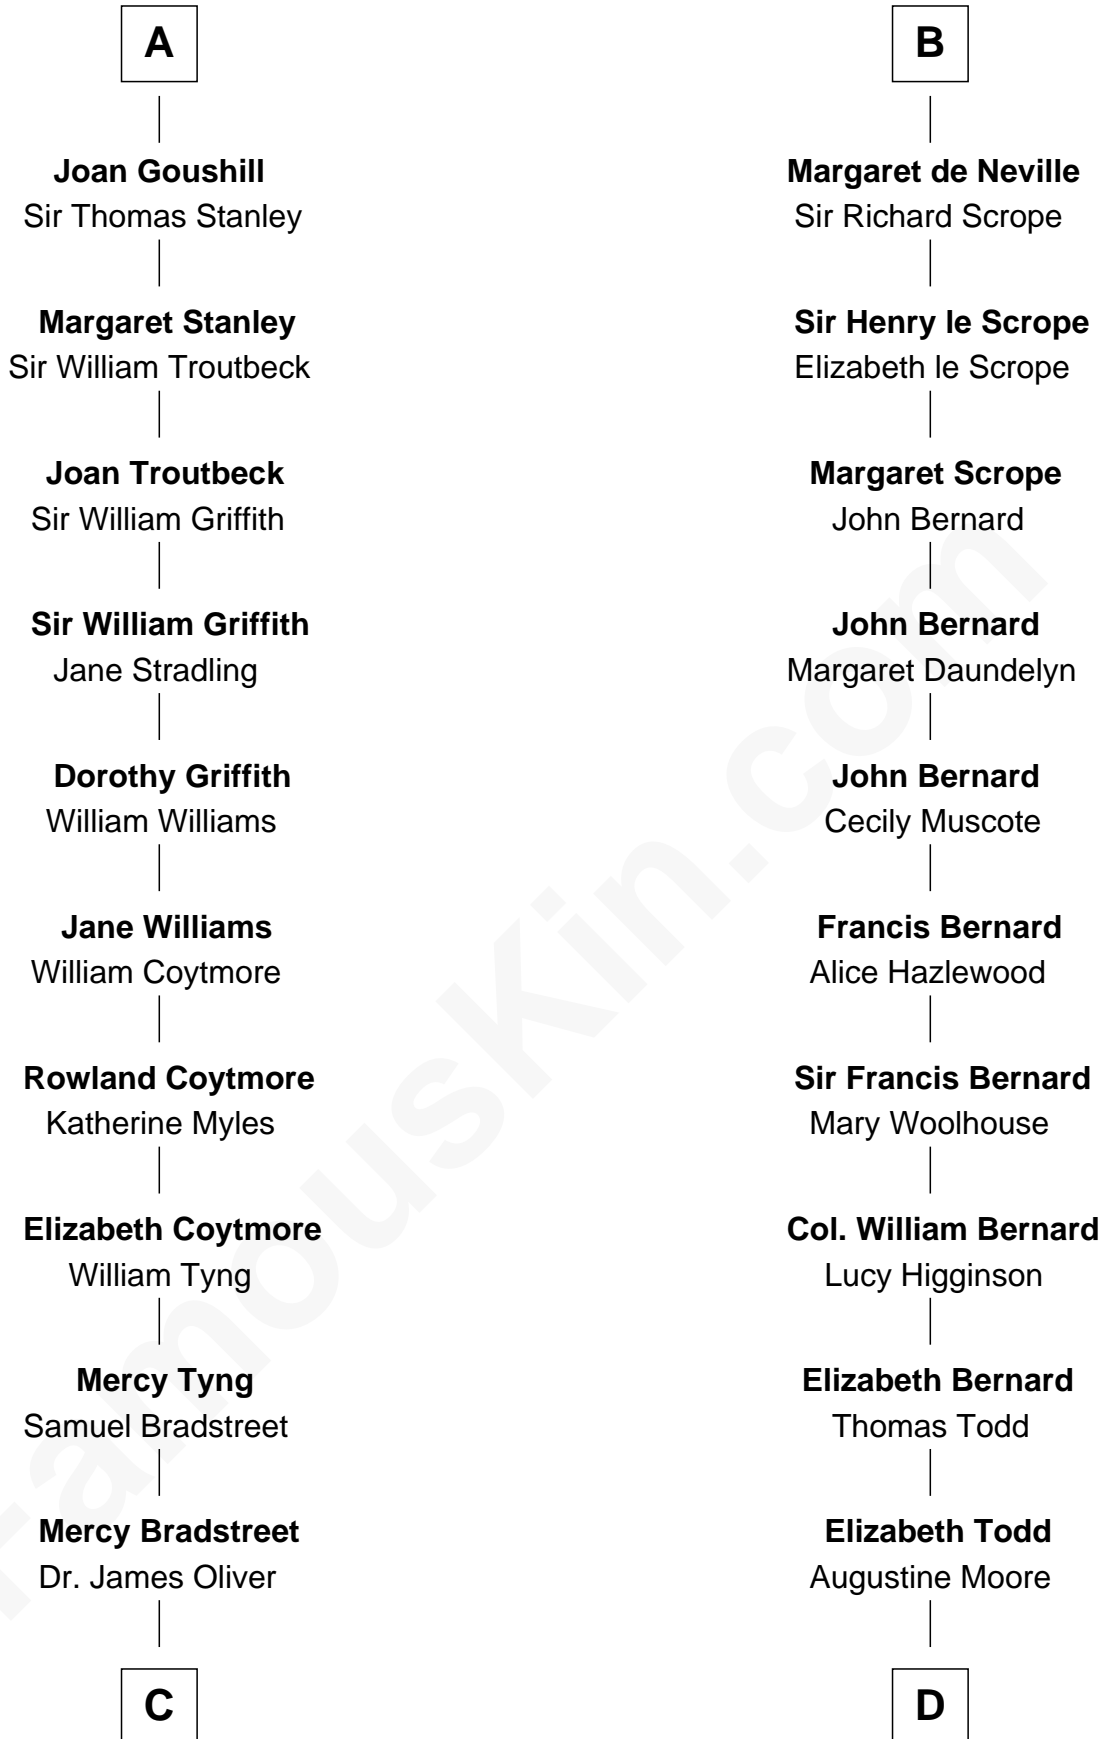 A
Joan Goushill
Sir Thomas Stanley
Margaret Stanley
Sir William Troutbeck
Joan Troutbeck
Sir William Griffith
Sir William Griffith
Jane Stradling
Dorothy Griffith
William Williams
Jane Williams
William Coytmore
Rowland Coytmore
Katherine Myles
Elizabeth Coytmore
William Tyng
Mercy Tyng
Samuel Bradstreet
Mercy Bradstreet
Dr. James Oliver
C
B
Margaret de Neville
Sir Richard Scrope
Sir Henry le Scrope
Elizabeth le Scrope
Margaret Scrope
John Bernard
John Bernard
Margaret Daundelyn
John Bernard
Cecily Muscote
Francis Bernard
Alice Hazlewood
Sir Francis Bernard
Mary Woolhouse
Col. William Bernard
Lucy Higginson
Elizabeth Bernard
Thomas Todd
Elizabeth Todd
Augustine Moore
D
FamousKin.com